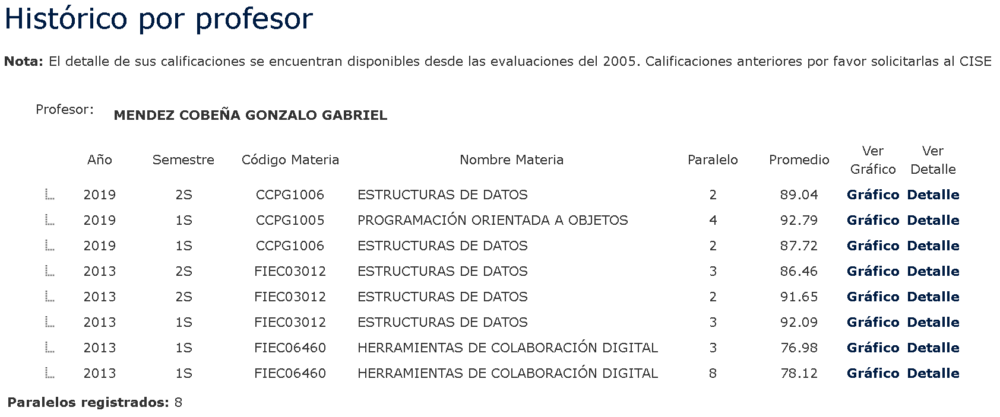 Histórico por profesor
Nota: El detalle de sus calificaciones se encuentran disponibles desde las evaluaciones del 2005. Calificaciones anteriores por favor solicitarlas al CISE
Profesor: MENDEZ COBEÑA GONZALO GABRIEL
Año Semestre Código Materia Nombre Materia Paralelo Promedio Ver Gráfico Ver Detalle
2019 2S CCPG1006 ESTRUCTURAS DE DATOS 2 89.04 Gráfico Detalle
2019 1S CCPG1005 PROGRAMACIÓN ORIENTADA A OBJETOS 4 92.79 Gráfico Detalle
2019 1S CCPG1006 ESTRUCTURAS DE DATOS 2 87.72 Gráfico Detalle
2013 2S FIEC03012 ESTRUCTURAS DE DATOS 3 86.46 Gráfico Detalle
2013 2S FIEC03012 ESTRUCTURAS DE DATOS 2 91.65 Gráfico Detalle
2013 1S FIEC03012 ESTRUCTURAS DE DATOS 3 92.09 Gráfico Detalle
2013 1S FIEC06460 HERRAMIENTAS DE COLABORACIÓN DIGITAL 3 76.98 Gráfico Detalle
2013 1S FIEC06460 HERRAMIENTAS DE COLABORACIÓN DIGITAL 8 78.12 Gráfico Detalle
Paralelos registrados: 8